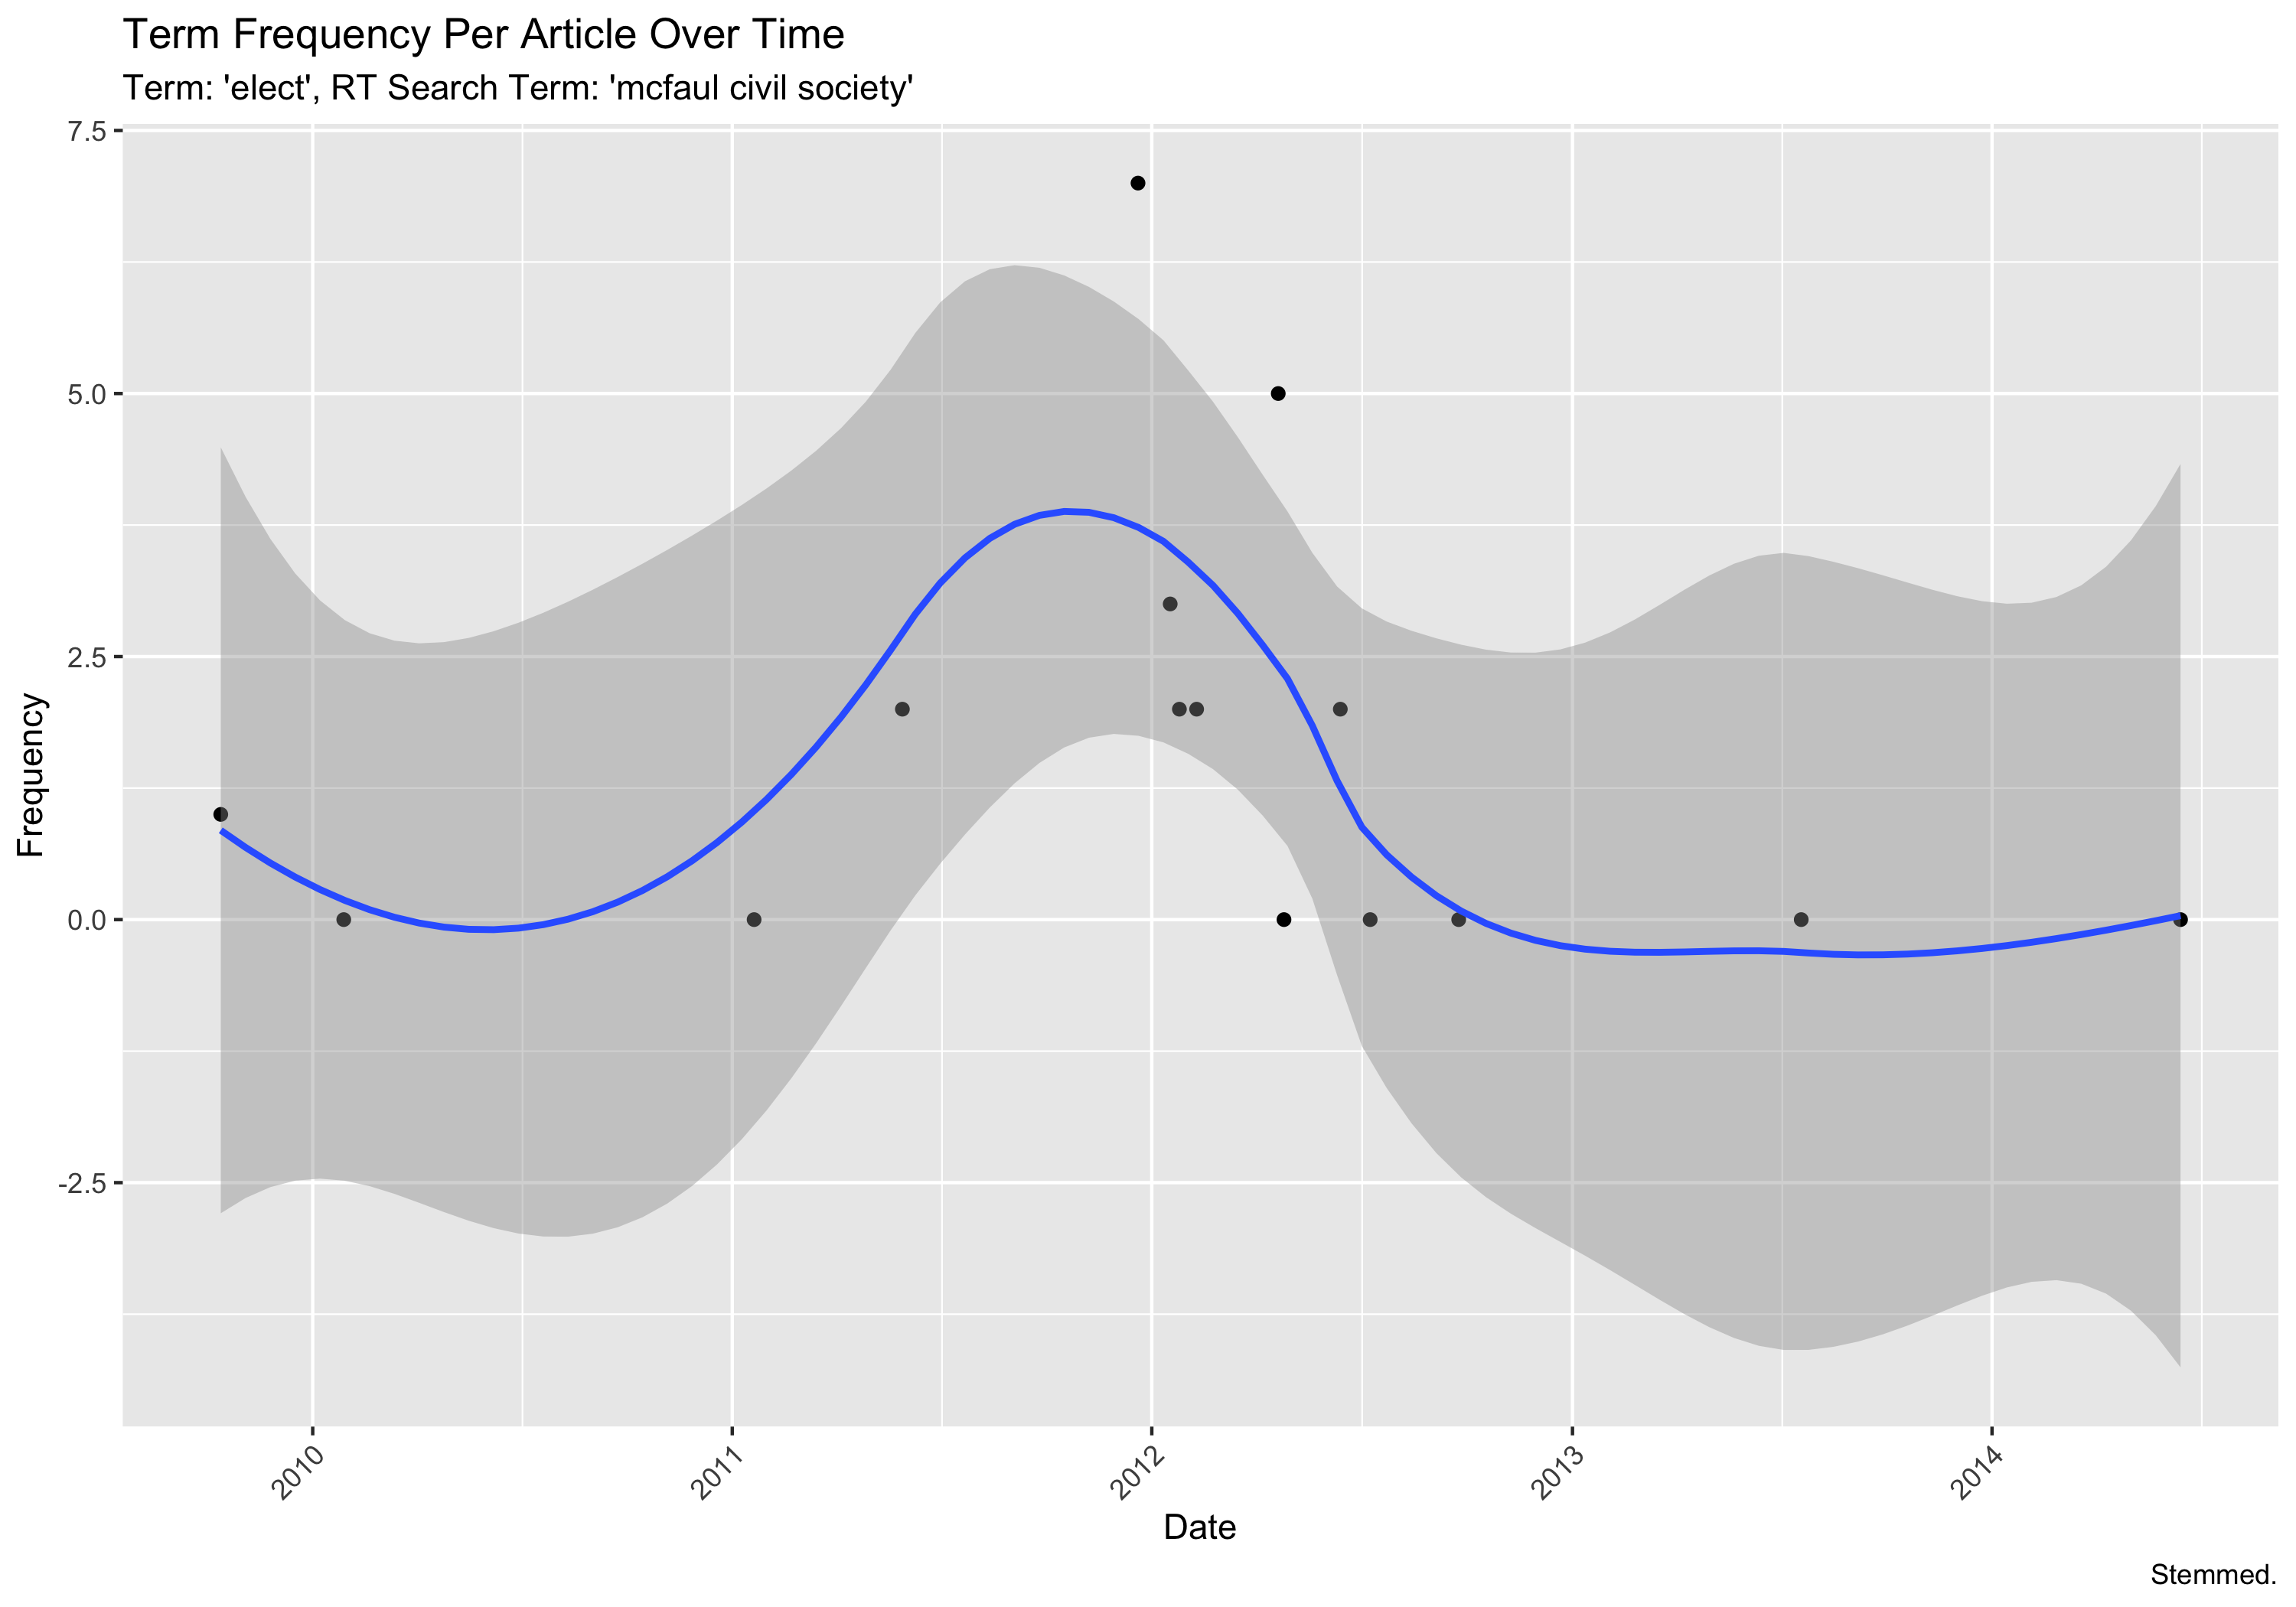 Term Frequency Per Article Over Time
Term: 'elect', RT Search Term: 'mcfaul civil society'
7.5
5.0
2.5
0.0
-2.5
Frequency
2010
2011
2012
2013
2014
Date
Stemmed.